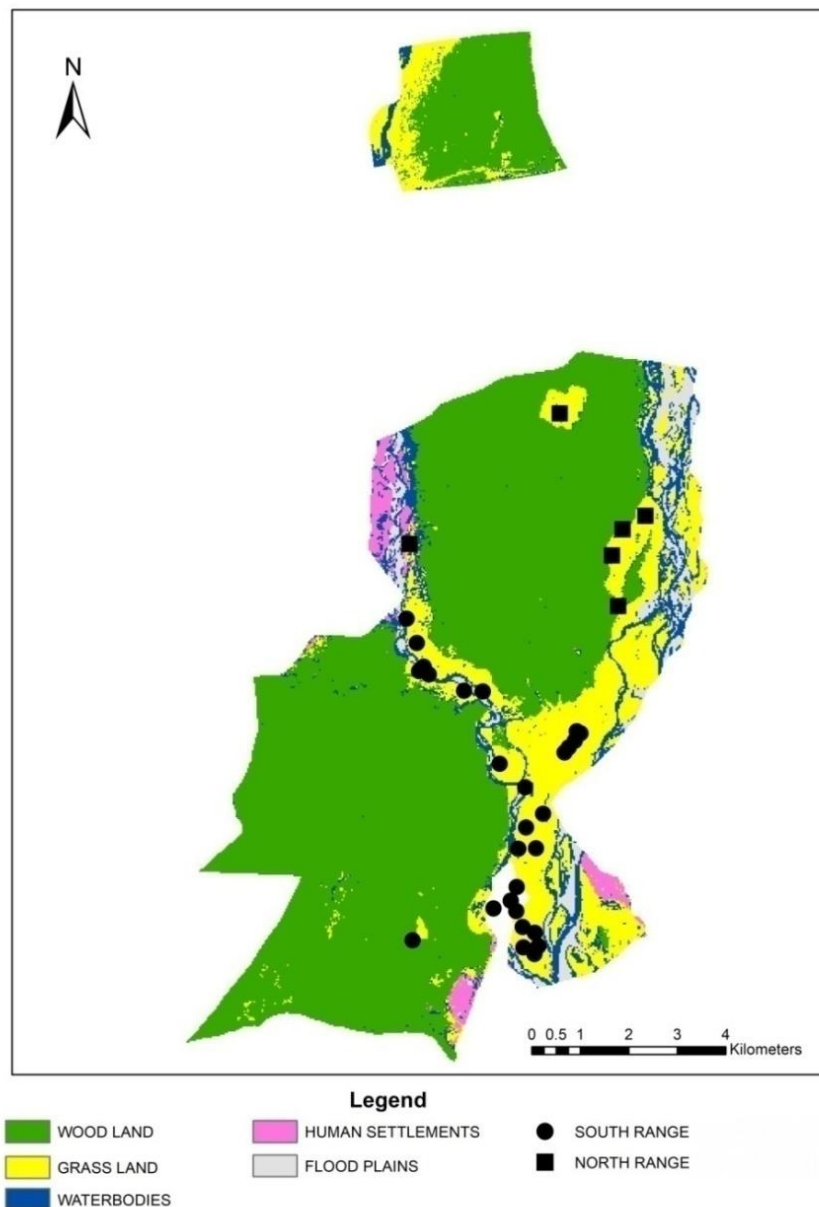 N
0 0.5 1 2 3 4
Kilometers
Legend
WOOD LAND
HUMAN SETTLEMENTS
SOUTH RANGE
GRASS LAND
FLOOD PLAINS
NORTH RANGE
WATERBODIES